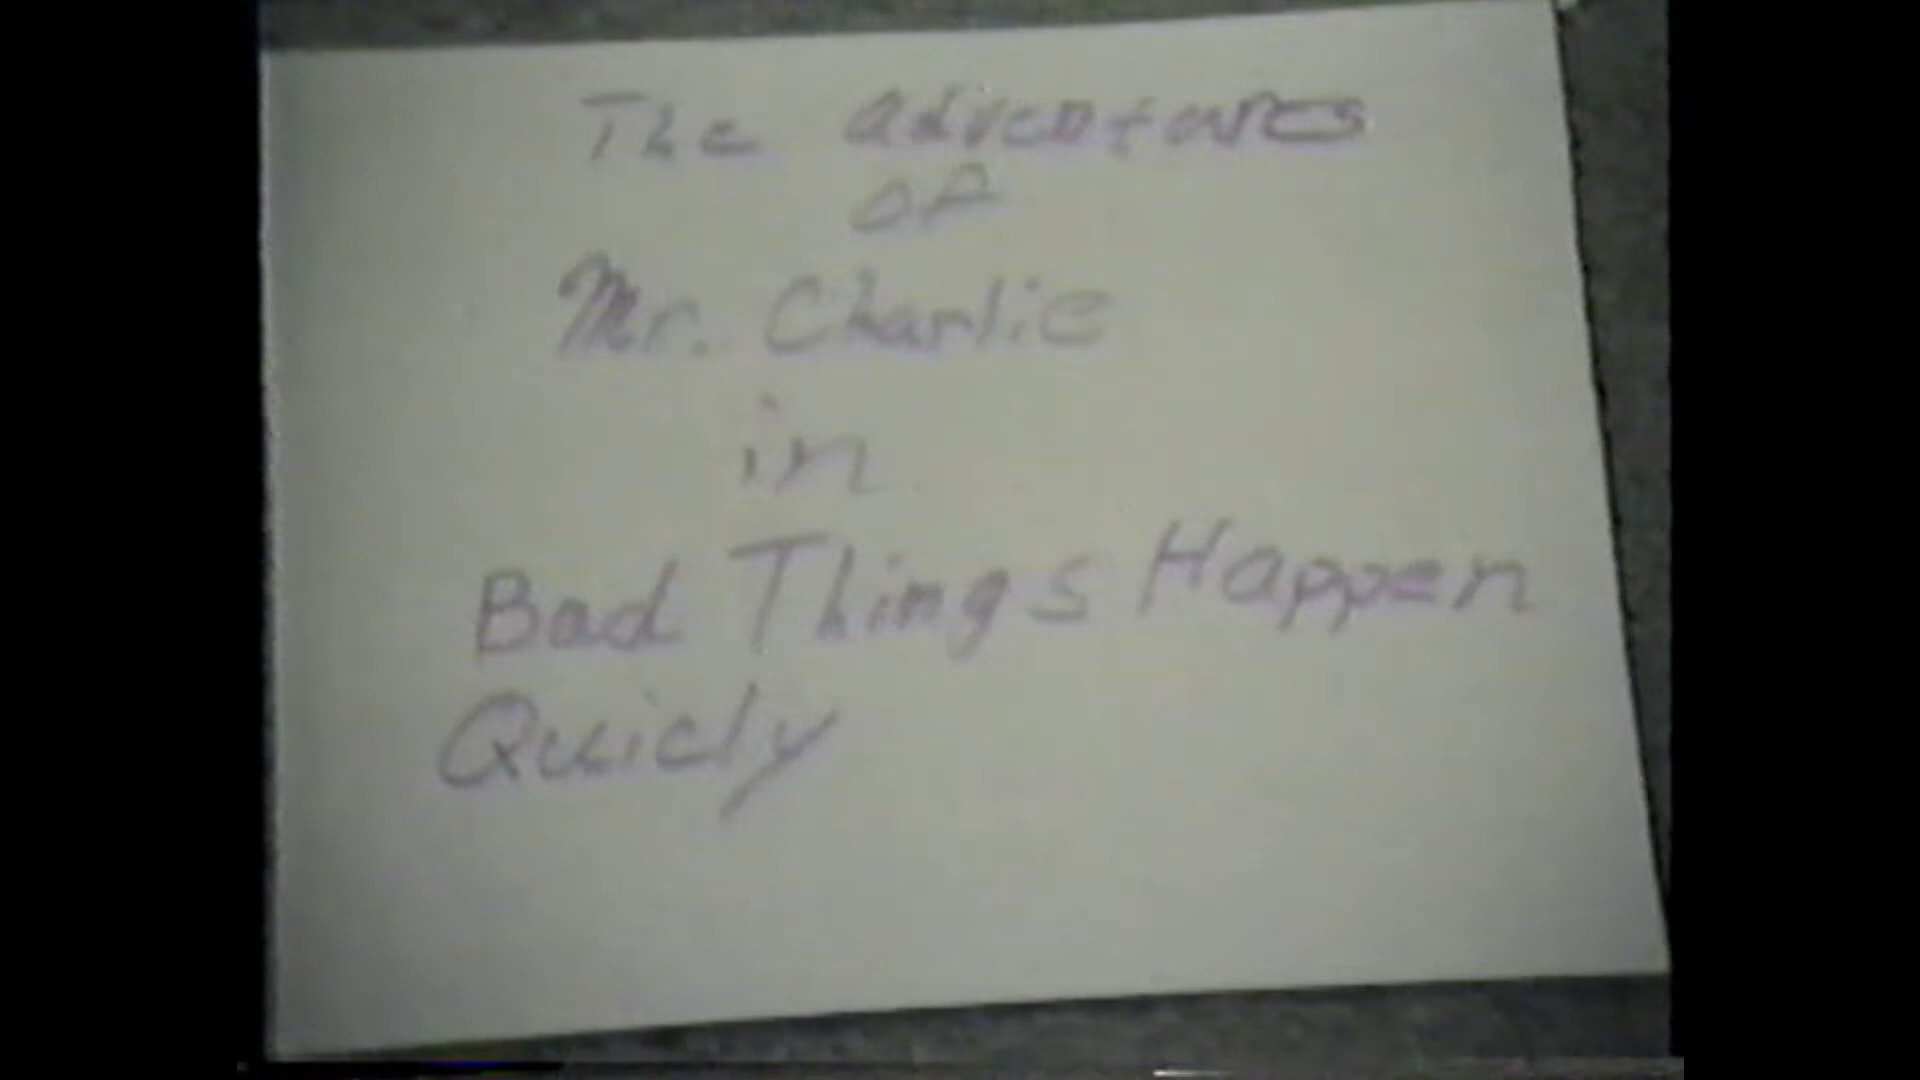 The adventures
of
Mr. Charlie
in
Bad Things Happen
Quicly